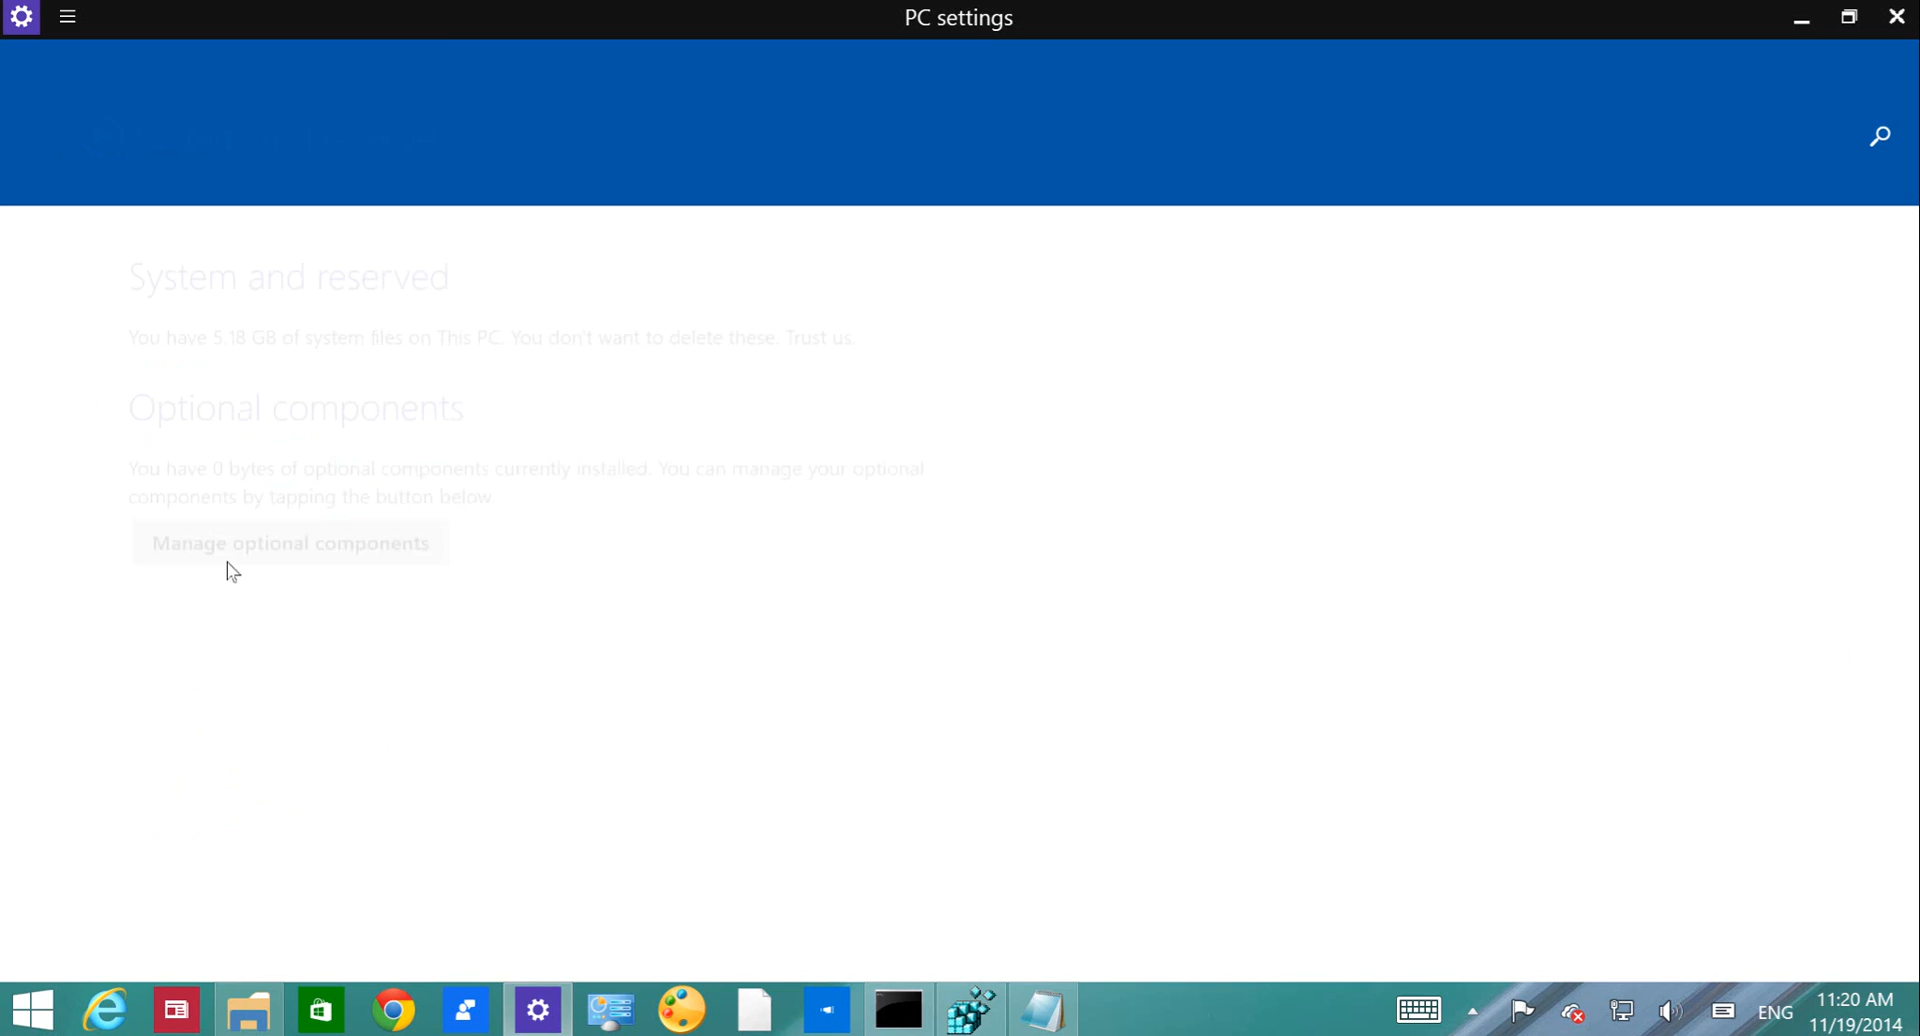 PC settings
System and reserved
You have 5.18 GB of system files on This PC. You don't want to delete these. Trust us.
Optional components
You have 0 bytes of optional components currently installed. You can manage your optional
components by tapping the button below
Manage optional components
ENG
11:20 AM
11/19/2014